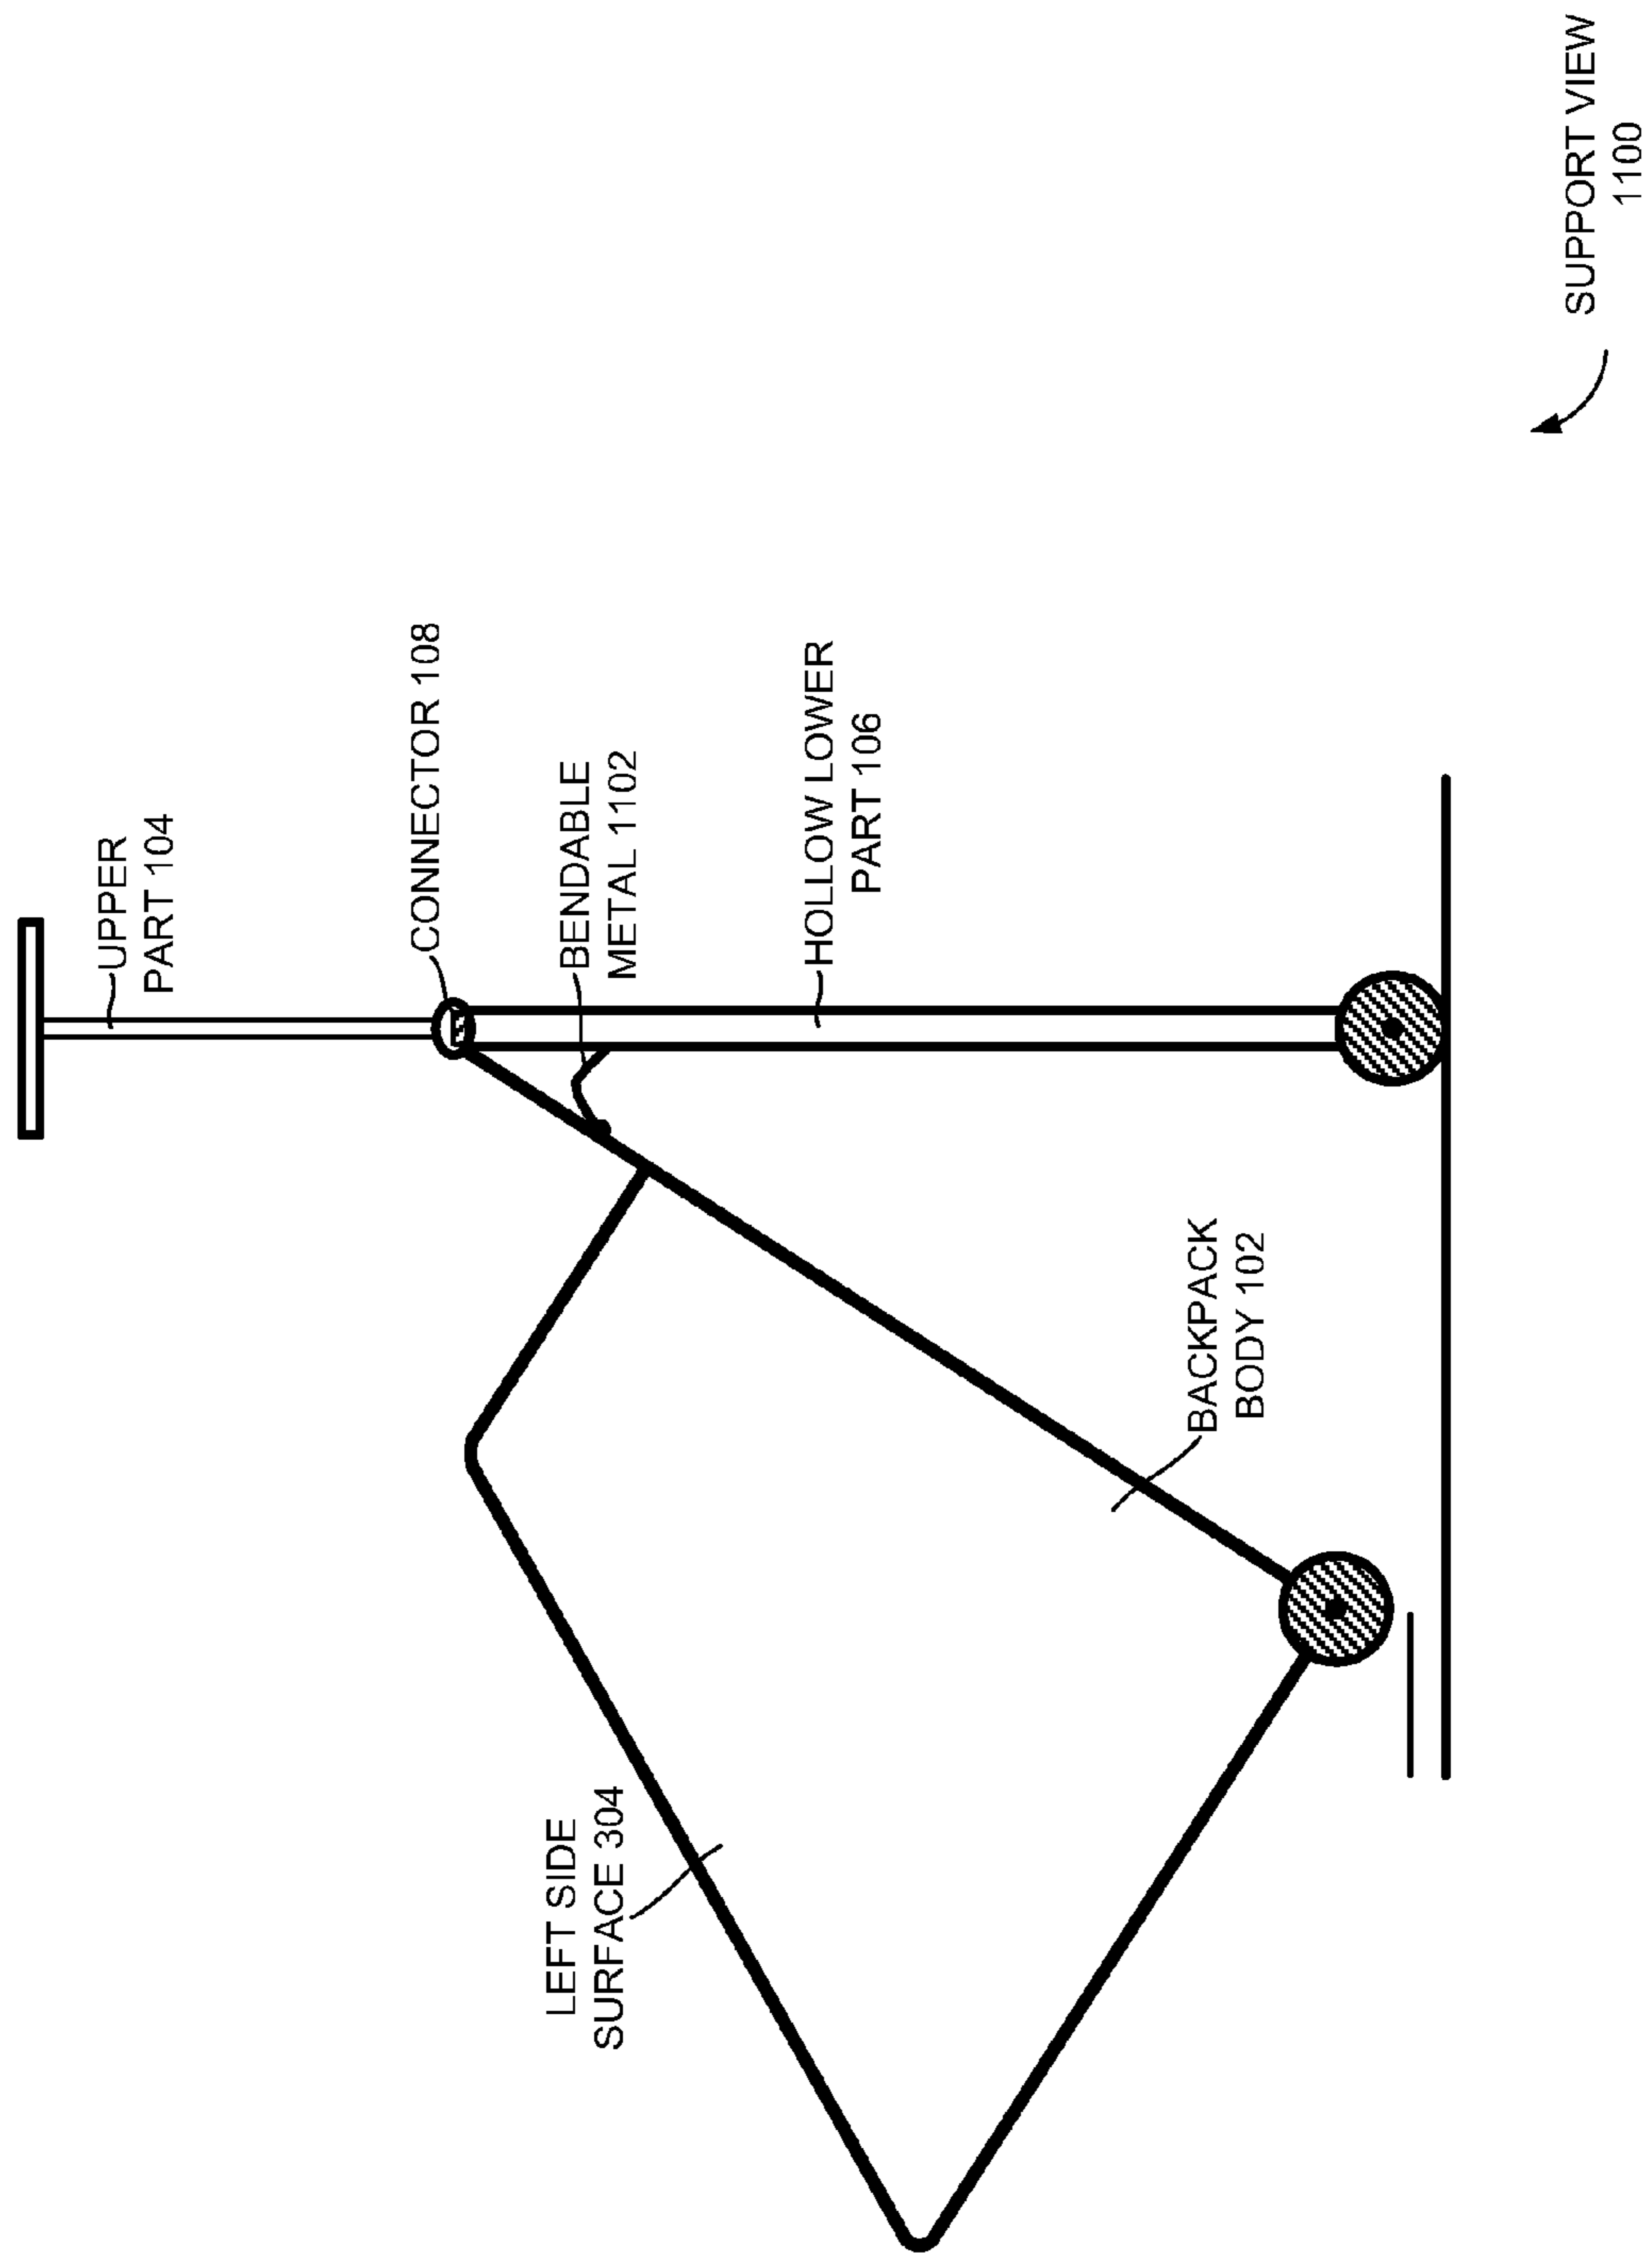 UPPER
PART 104
CONNECTOR 108
BENDABLE
METAL 1102
HOLLOW LOWER
PART 106
LEFT SIDE
SURFACE 304
BACKPACK
BODY 102
SUPPORT VIEW
1100